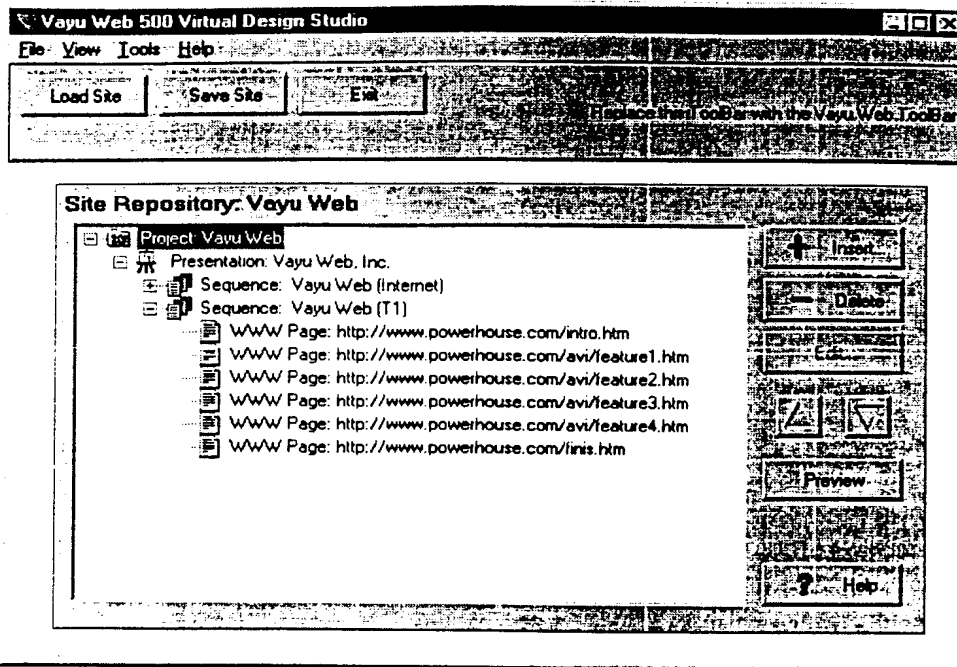 Vayu Web 500 Virtual Design Studio
File View Tools Help
Load Site Save Site Exit
Replace this ToolBar with the Vayu Web ToolBar
Site Repository: Vayu Web
Project: Vayu Web
Presentation: Vayu Web, Inc.
Sequence: Vayu Web (Internet)
Sequence: Vayu Web (T1)
WWW Page: http://www.powerhouse.com/intro.htm
WWW Page: http://www.powerhouse.com/avi/feature1.htm
WWW Page: http://www.powerhouse.com/avi/feature2.htm
WWW Page: http://www.powerhouse.com/avi/feature3.htm
WWW Page: http://www.powerhouse.com/avi/feature4.htm
WWW Page: http://www.powerhouse.com/finis.htm
Insert...
Delete
Edit...
Preview...
Help